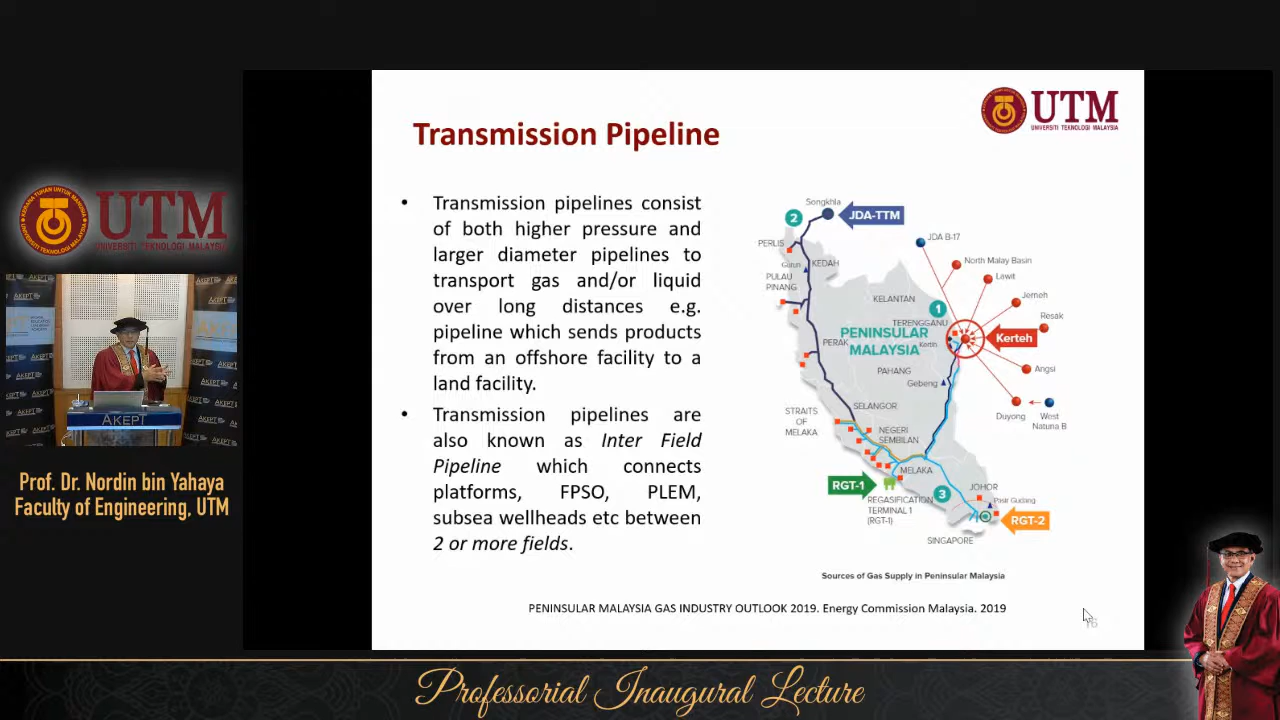 UTM
UNIVERSITI TEKNOLOGI MALAYSIA
Transmission Pipeline
• Transmission pipelines consist
of both higher pressure and
larger diameter pipelines to
transport gas and/or liquid
over long distances e.g.
pipeline which sends products
from an offshore facility to a
land facility.
• Transmission pipelines are
also known as Inter Field
Pipeline which connects
platforms, FPSO, PLEM,
subsea wellheads etc between
2 or more fields.
Songkhla
2
JDA-TTM
PERLIS
JDA B-17
Gurun
KEDAH
North Malay Basin
PULAU
PINANG
Lawit
KELANTAN
Jerneh
1
Resak
TERENGGANU
PENINSULAR
MALAYSIA
PERAK
Kertih
Kerteh
PAHANG
Angsi
Gebeng
SELANGOR
Duyong
West
Natuna B
STRAITS
OF
MELAKA
NEGERI
SEMBILAN
MELAKA
RGT-1
JOHOR
3
REGASIFICATION
TERMINAL 1
(RGT-1)
Pasir Gudang
RGT-2
SINGAPORE
Sources of Gas Supply in Peninsular Malaysia
PENINSULAR MALAYSIA GAS INDUSTRY OUTLOOK 2019. Energy Commission Malaysia. 2019
16
UTM
UNIVERSITI TEKNOLOGI MALAYSIA
AKEPT
Prof. Dr. Nordin bin Yahaya
Faculty of Engineering, UTM
Professorial Inaugural Lecture